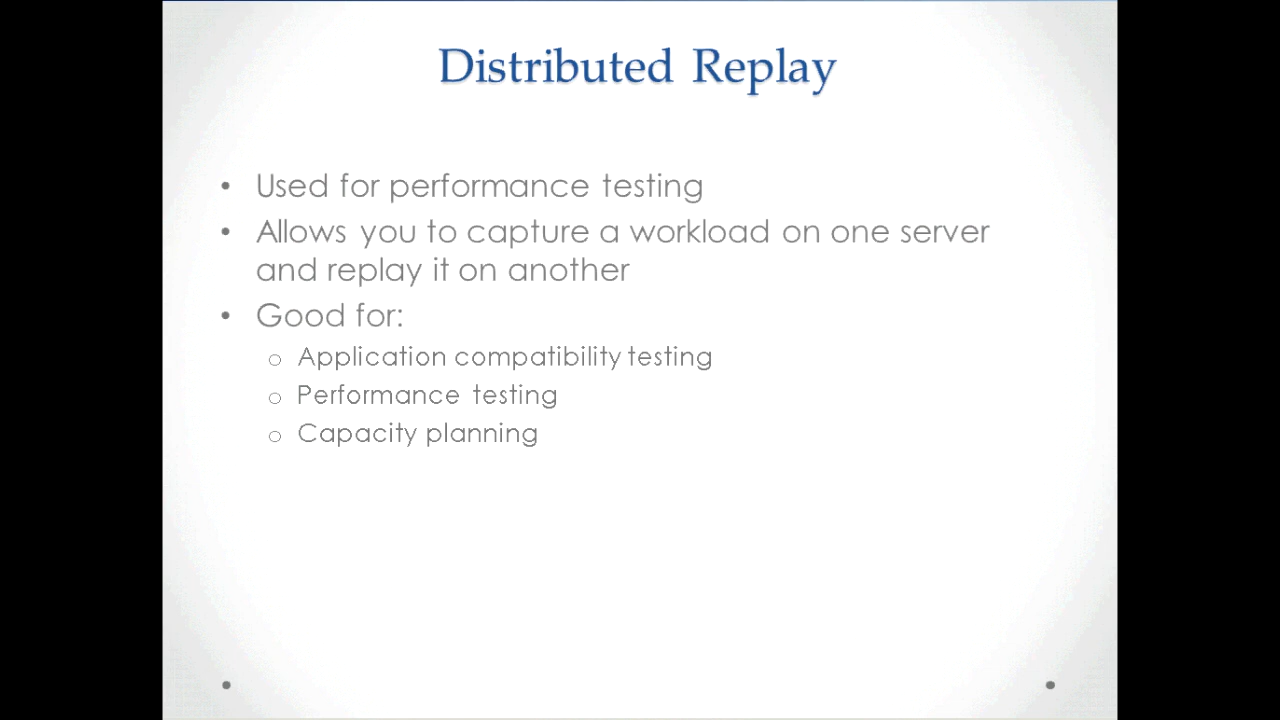 Distributed Replay
• Used for performance testing
• Allows you to capture a workload on one server
and replay it on another
• Good for:
o Application compatibility testing
o Performance testing
o Capacity planning